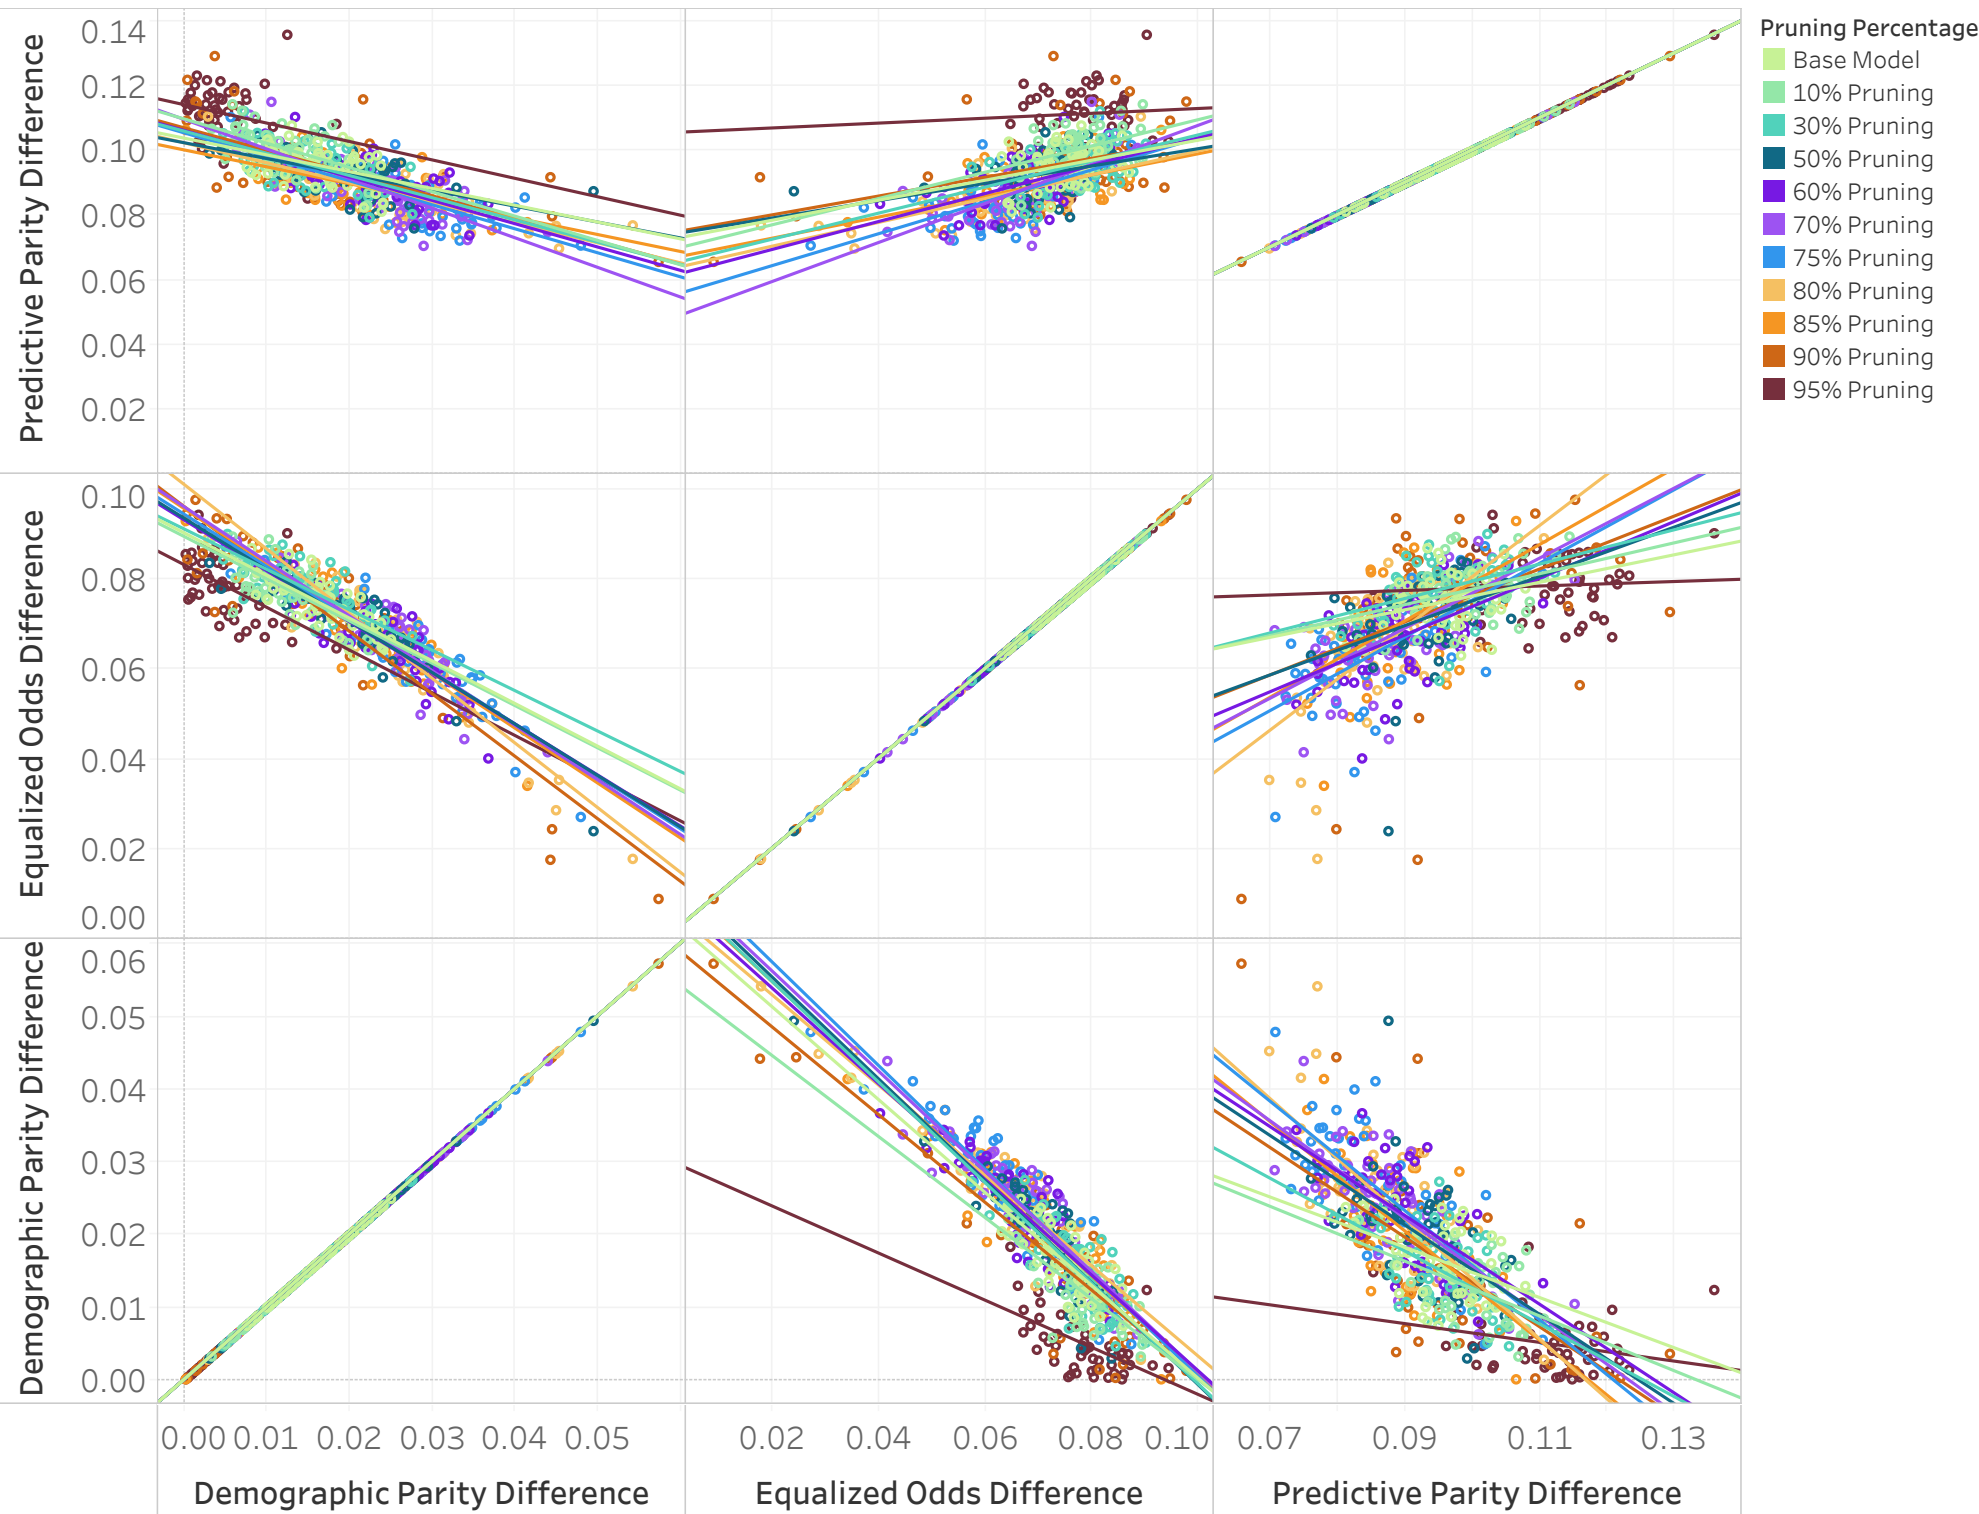 Predictive Parity Difference
0.14
0.12
0.10
0.08
0.06
0.04
0.02
Equalized Odds Difference
0.10
0.08
0.06
0.04
0.02
0.00
Demographic Parity Difference
0.06
0.05
0.04
0.03
0.02
0.01
0.00
0.00 0.01 0.02 0.03 0.04 0.05
0.02 0.04 0.06 0.08 0.10
0.07 0.09 0.11 0.13
Demographic Parity Difference
Equalized Odds Difference
Predictive Parity Difference
Pruning Percentage
Base Model
10% Pruning
30% Pruning
50% Pruning
60% Pruning
70% Pruning
75% Pruning
80% Pruning
85% Pruning
90% Pruning
95% Pruning